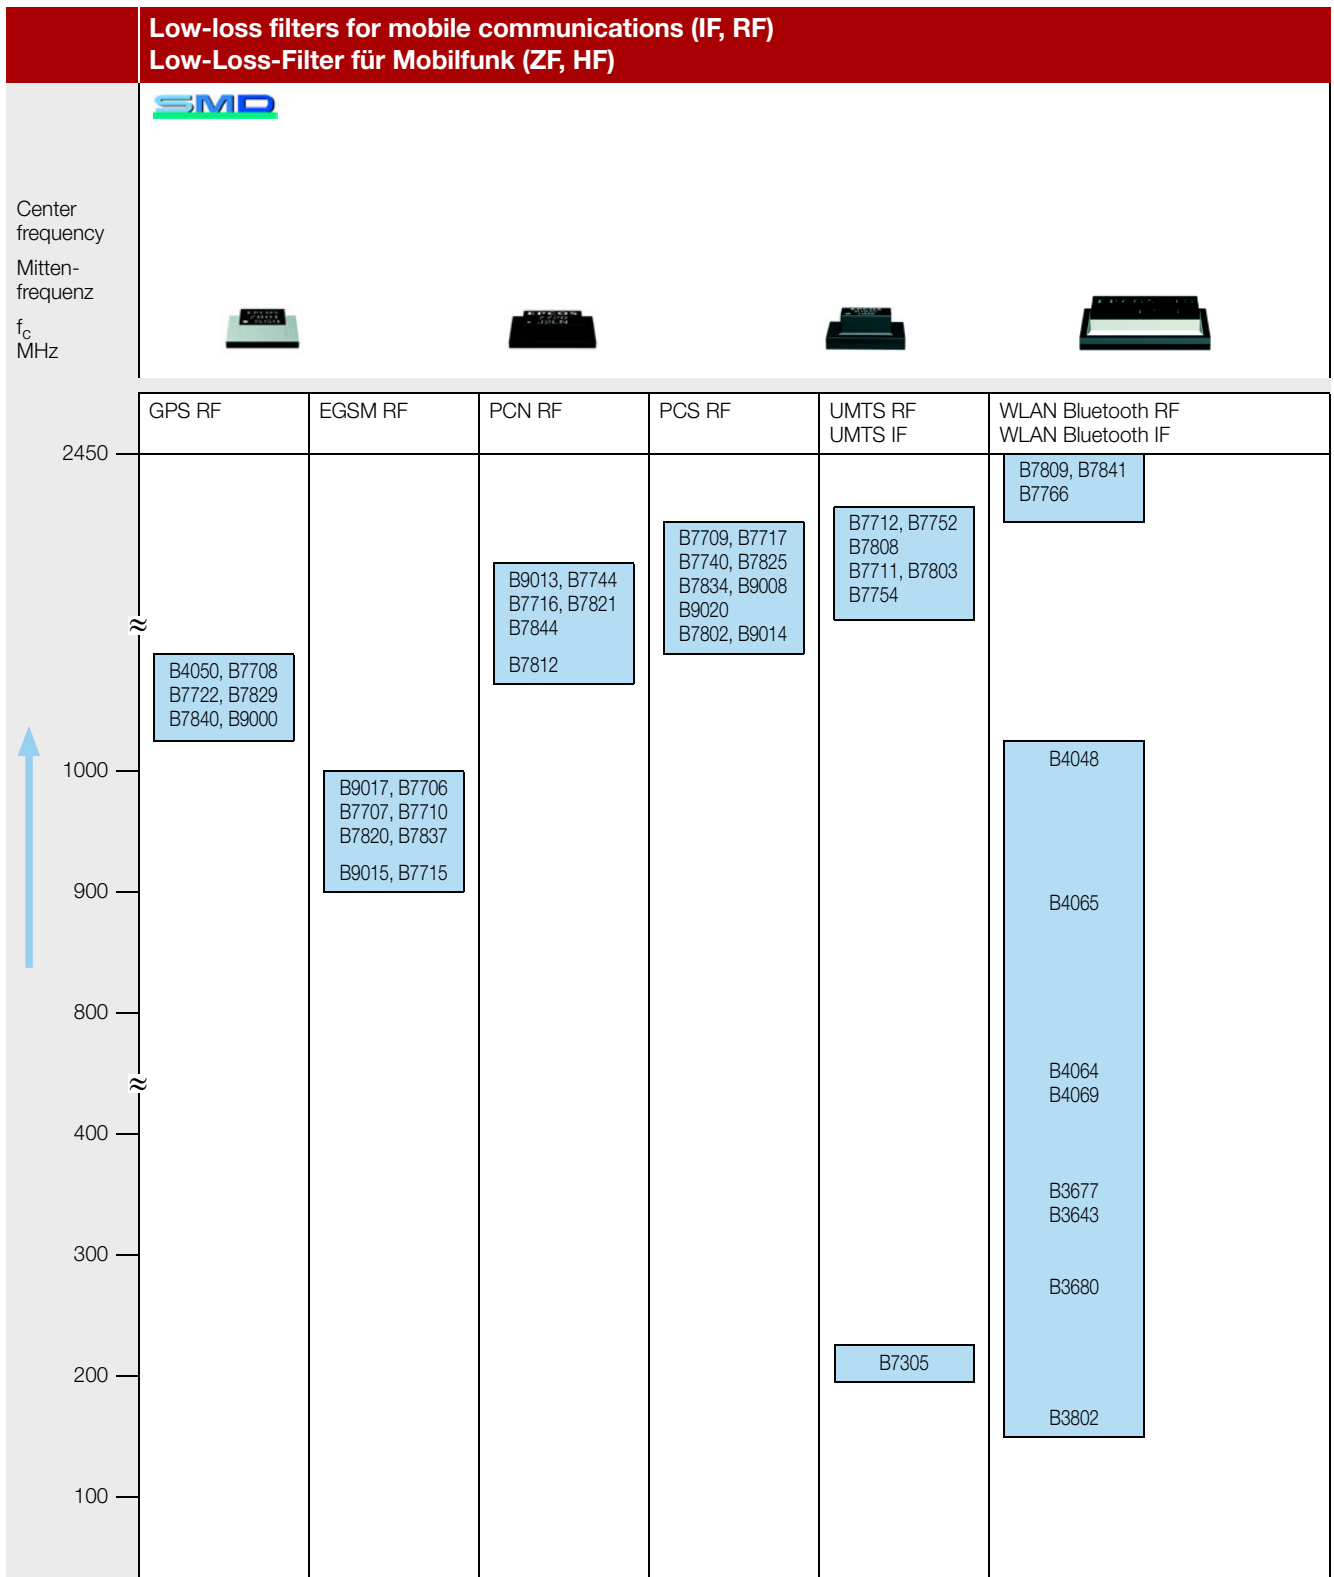 Low-loss filters for mobile communications (IF, RF)
Low-Loss-Filter für Mobilfunk (ZF, HF)
SMD
Center
frequency
Mitten-
frequenz
fC
MHz
EPCOS
7720
J2LN
GPS RF
EGSM RF
PCN RF
PCS RF
UMTS RF
UMTS IF
WLAN Bluetooth RF
WLAN Bluetooth IF
2450
B7809, B7841
B7766
B7712, B7752
B7808
B7711, B7803
B7754
B7709, B7717
B7740, B7825
B7834, B9008
B9020
B7802, B9014
B9013, B7744
B7716, B7821
B7844
B7812
≈
B4050, B7708
B7722, B7829
B7840, B9000
1000
B4048
B9017, B7706
B7707, B7710
B7820, B7837
B9015, B7715
900
B4065
800
B4064
B4069
≈
400
B3677
B3643
300
B3680
B7305
200
B3802
100